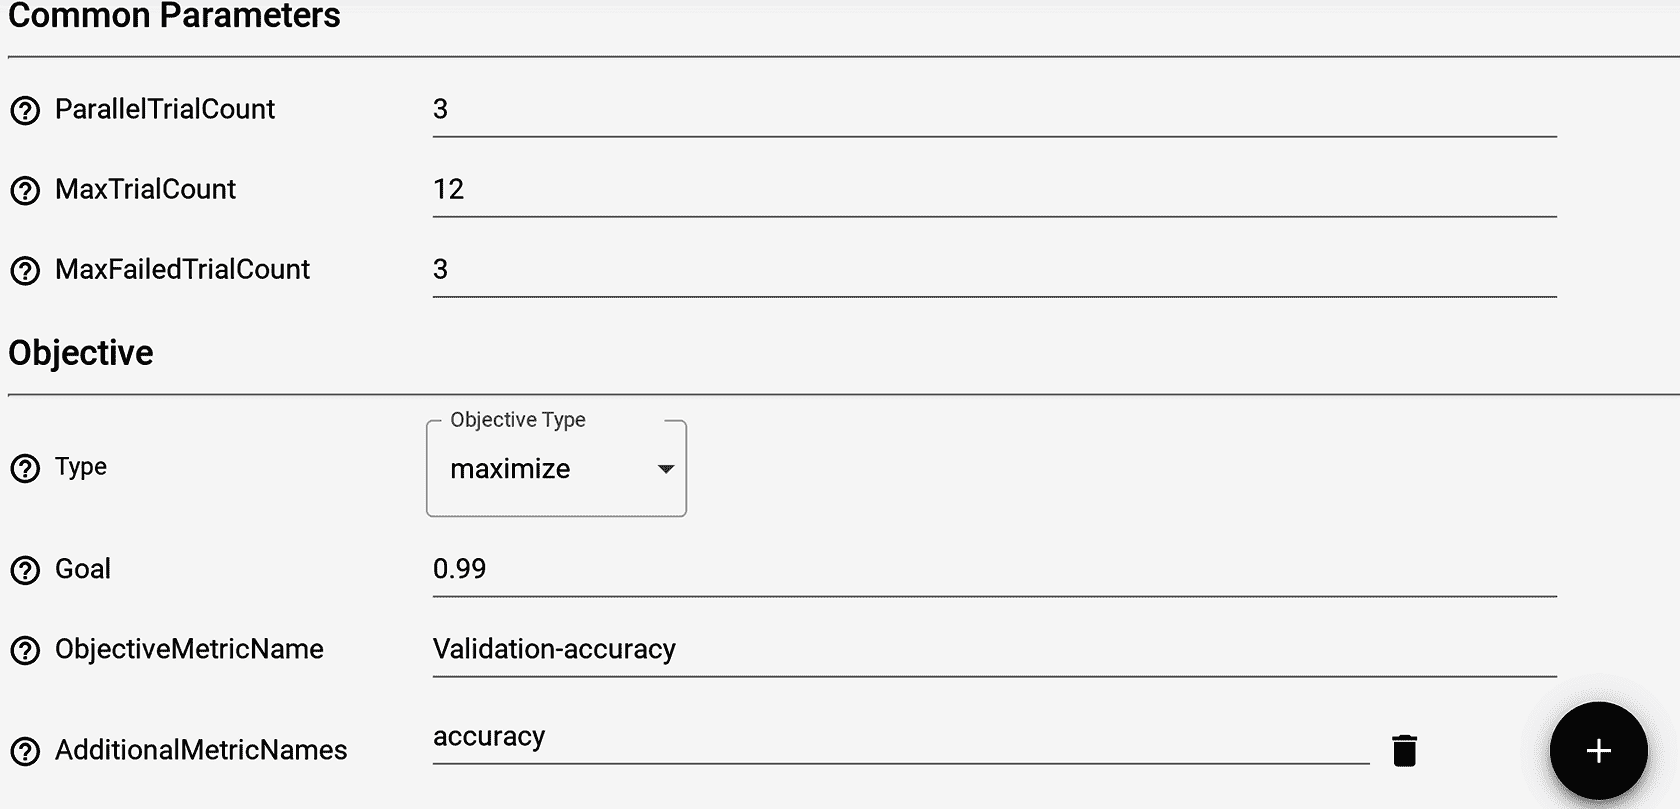 Common Parameters
ParallelTrialCount 3
MaxTrialCount 12
MaxFailedTrialCount 3
Objective
Objective Type
Type maximize
Goal 0.99
ObjectiveMetricName Validation-accuracy
AdditionalMetricNames accuracy